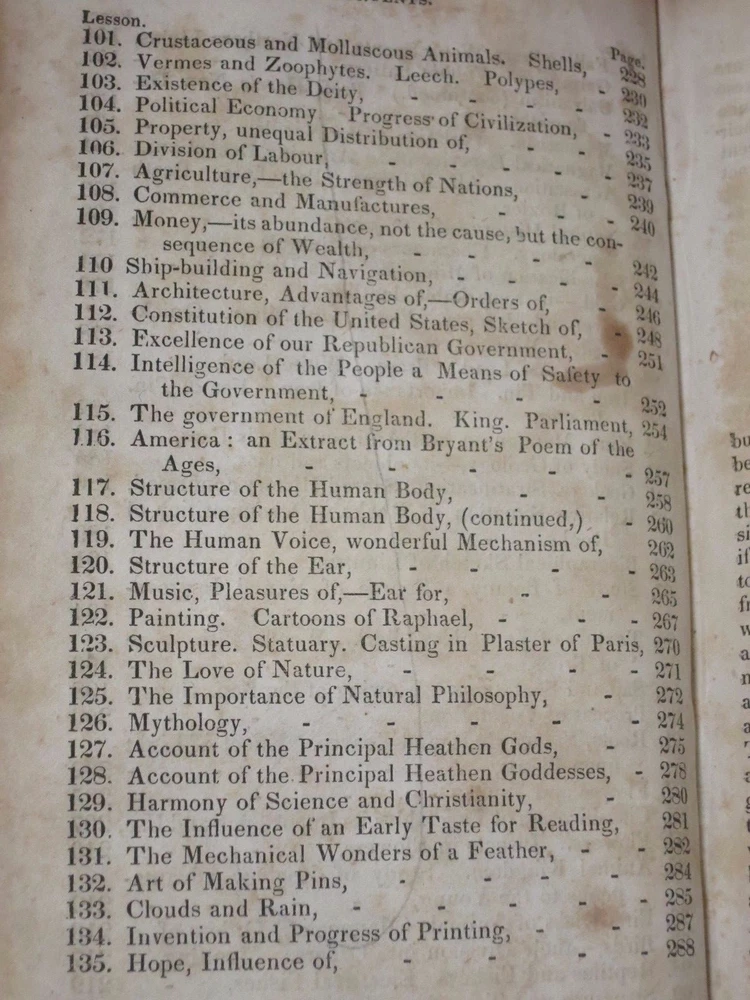 Lesson. Page.
101. Crustaceous and Molluscous Animals. Shells, 228
102. Vermes and Zoophytes. Leech. Polypes, - 230
103. Existence of the Deity, - - - - 232
104. Political Economy Progress of Civilization, - 233
105. Property, unequal Distribution of, - - 235
106. Division of Labour, - - - - 237
107. Agriculture,—the Strength of Nations, - 239
108. Commerce and Manufactures, - - - 240
109. Money,—its abundance, not the cause, but the con-
sequence of Wealth, - - - - 242
110 Ship-building and Navigation, - - - - 244
111. Architecture, Advantages of,—Orders of, - 246
112. Constitution of the United States, Sketch of, - 248
113. Excellence of our Republican Government, - 251
114. Intelligence of the People a Means of Safety to
the Government, - - - - 252
115. The government of England. King. Parliament, 254
116. America: an Extract from Bryant's Poem of the
Ages, - - - - - 257
117. Structure of the Human Body, - - 258
118. Structure of the Human Body, (continued,) - 260
119. The Human Voice, wonderful Mechanism of, 262
120. Structure of the Ear, - - - - 263
121. Music, Pleasures of,—Ear for, - - 265
122. Painting. Cartoons of Raphael, - - - 267
123. Sculpture. Statuary. Casting in Plaster of Paris, 270
124. The Love of Nature, - - - - 271
125. The Importance of Natural Philosophy, - 272
126. Mythology, - - - - - 274
127. Account of the Principal Heathen Gods, - 275
128. Account of the Principal Heathen Goddesses, - 278
129. Harmony of Science and Christianity, - 280
130. The Influence of an Early Taste for Reading, 281
131. The Mechanical Wonders of a Feather, - - 282
132. Art of Making Pins, - - - - 284
133. Clouds and Rain, - - - - - 285
134. Invention and Progress of Printing, - - 287
135. Hope, Influence of, - - - - 288